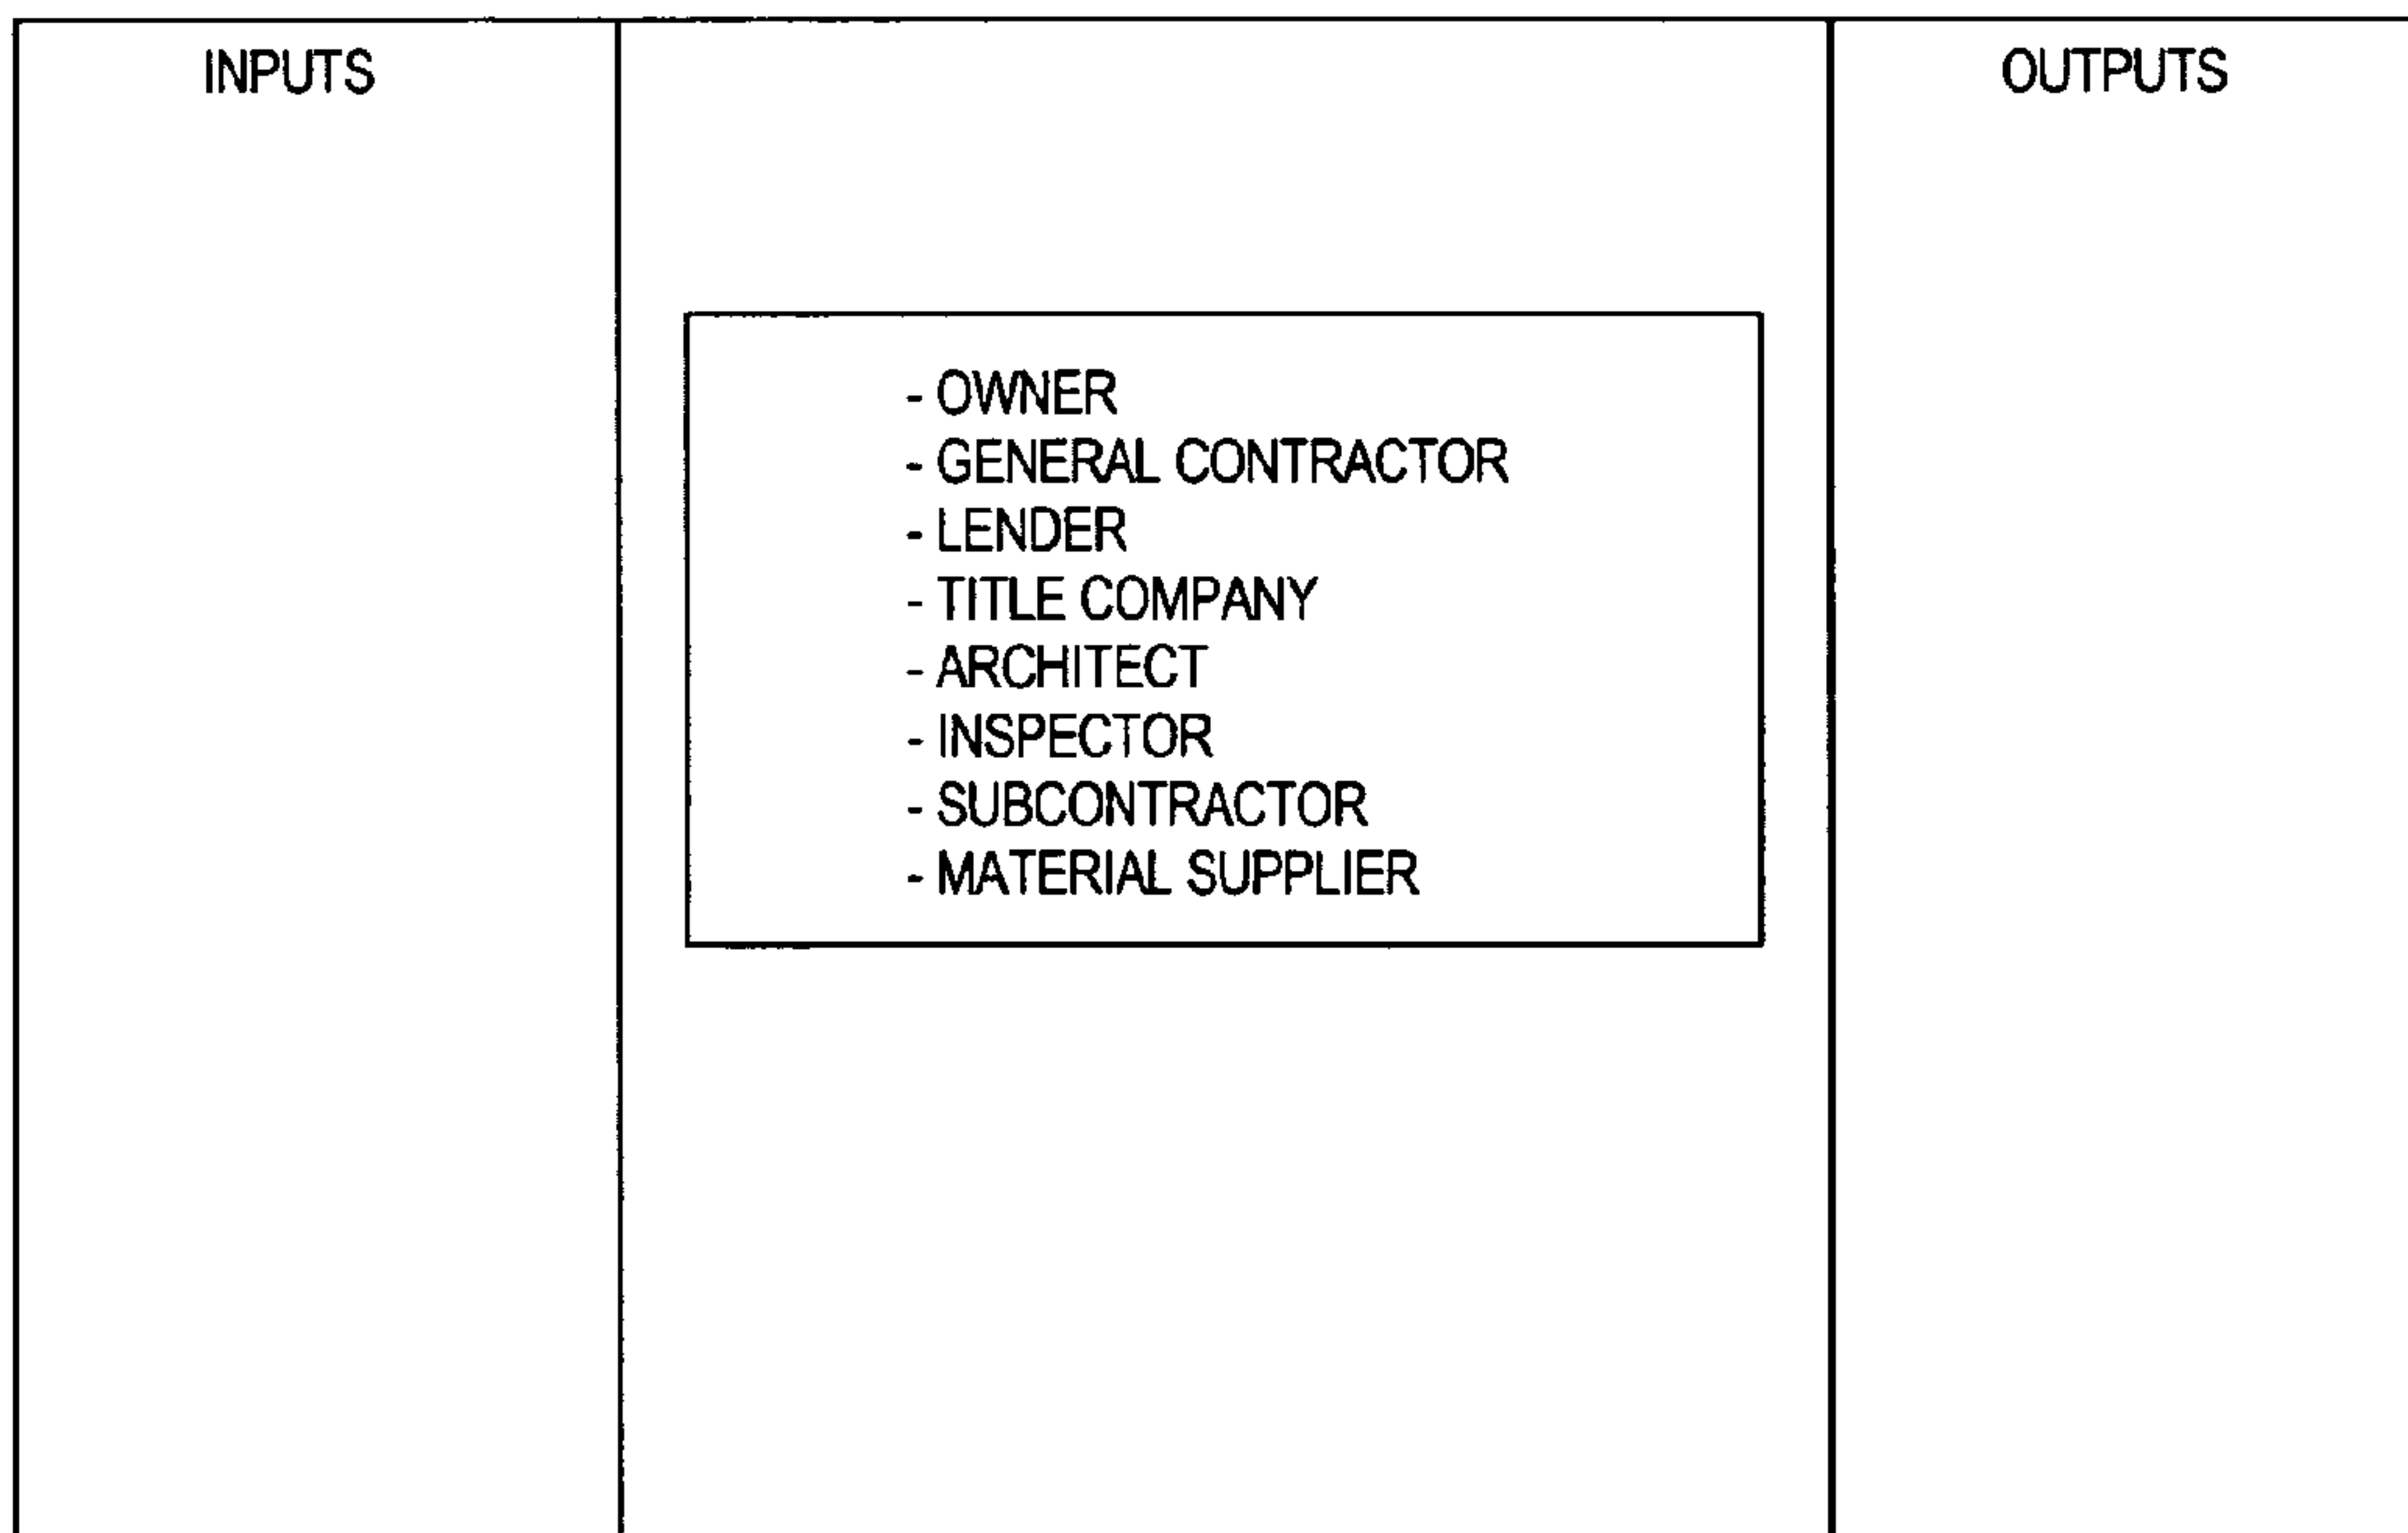 INPUTS
OUTPUTS
- OWNER
- GENERAL CONTRACTOR
- LENDER
- TITLE COMPANY
- ARCHITECT
- INSPECTOR
- SUBCONTRACTOR
- MATERIAL SUPPLIER